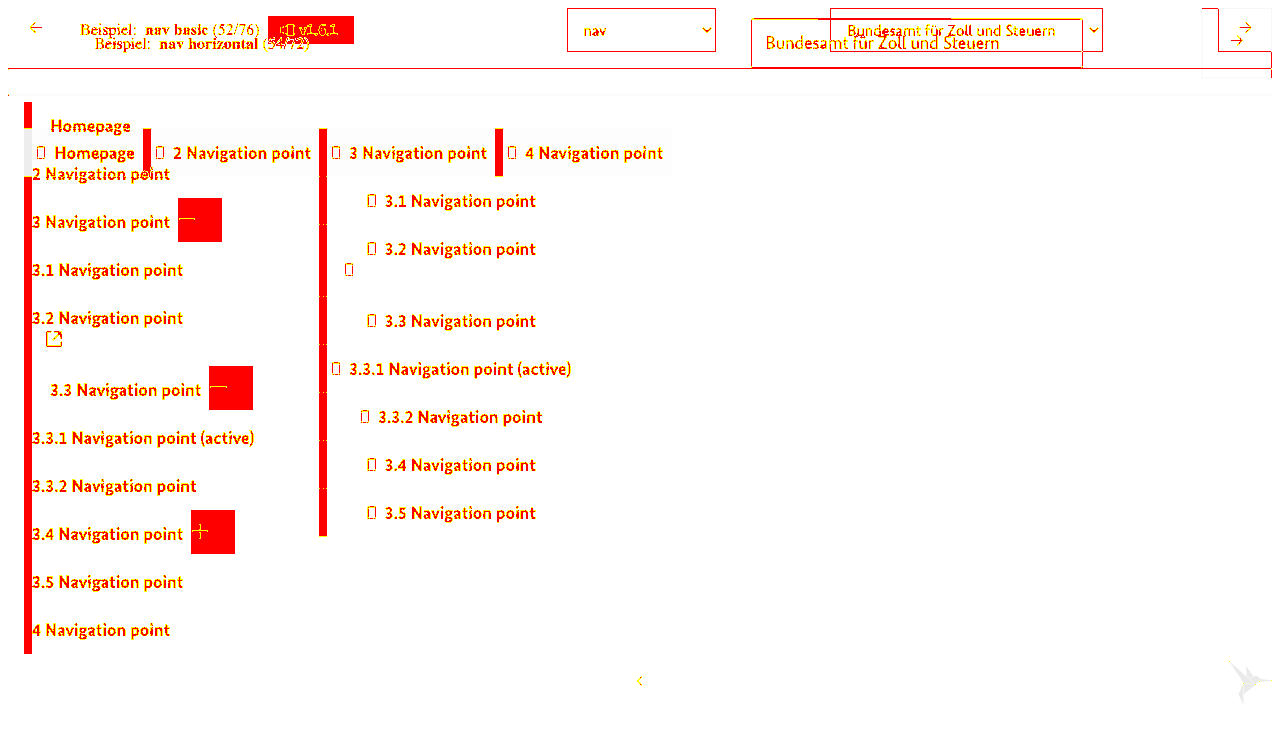 Beispiel: nav basic (52/76) v1.6.1
nav
Bundesamt für Zoll und Steuern
Beispiel: nav horizontal (54/72)
Bundesamt für Zoll und Steuern
Homepage
Homepage 2 Navigation point 3 Navigation point 4 Navigation point
2 Navigation point
3.1 Navigation point
3 Navigation point
3.2 Navigation point
3.1 Navigation point
3.2 Navigation point
3.3 Navigation point
3.3.1 Navigation point (active)
3.3 Navigation point
3.3.2 Navigation point
3.3.1 Navigation point (active)
3.4 Navigation point
3.3.2 Navigation point
3.5 Navigation point
3.4 Navigation point
3.5 Navigation point
4 Navigation point